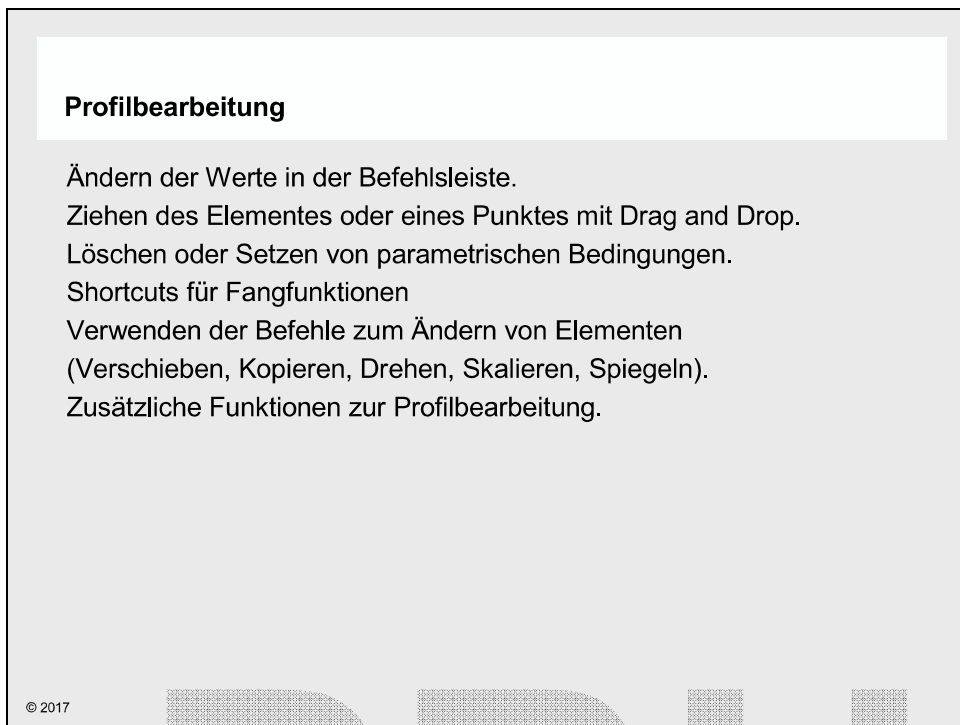 Profilbearbeitung
Ändern der Werte in der Befehlsleiste.
Ziehen des Elementes oder eines Punktes mit Drag and Drop.
Löschen oder Setzen von parametrischen Bedingungen.
Shortcuts für Fangfunktionen
Verwenden der Befehle zum Ändern von Elementen
(Verschieben, Kopieren, Drehen, Skalieren, Spiegeln).
Zusätzliche Funktionen zur Profilbearbeitung.
© 2017